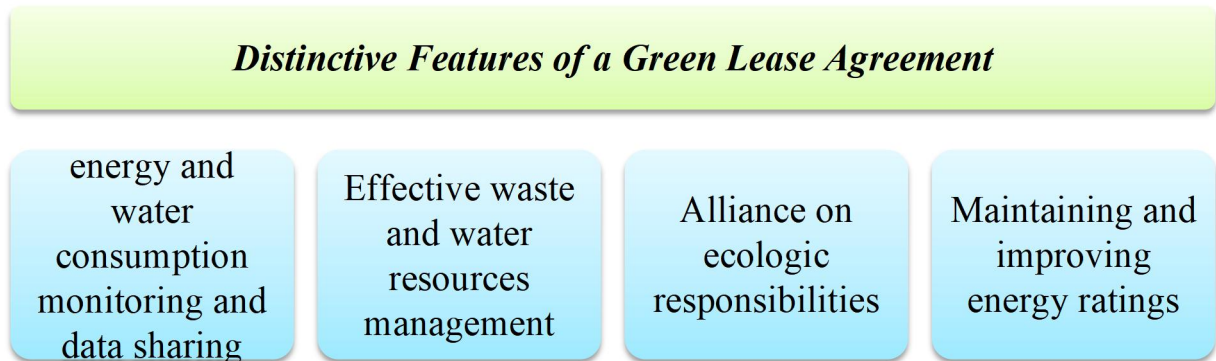 Distinctive Features of a Green Lease Agreement
energy and
water
consumption
monitoring and
data sharing
Effective waste
and water
resources
management
Alliance on
ecologic
responsibilities
Maintaining and
improving
energy ratings